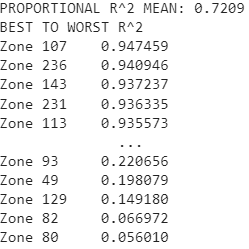 PROPORTIONAL R^2 MEAN: 0.7209
BEST TO WORST R^2
Zone 107    0.947459
Zone 236    0.940946
Zone 143    0.937237
Zone 231    0.936335
Zone 113    0.935573
...
Zone 93     0.220656
Zone 49     0.198079
Zone 129    0.149180
Zone 82     0.066972
Zone 80     0.056010